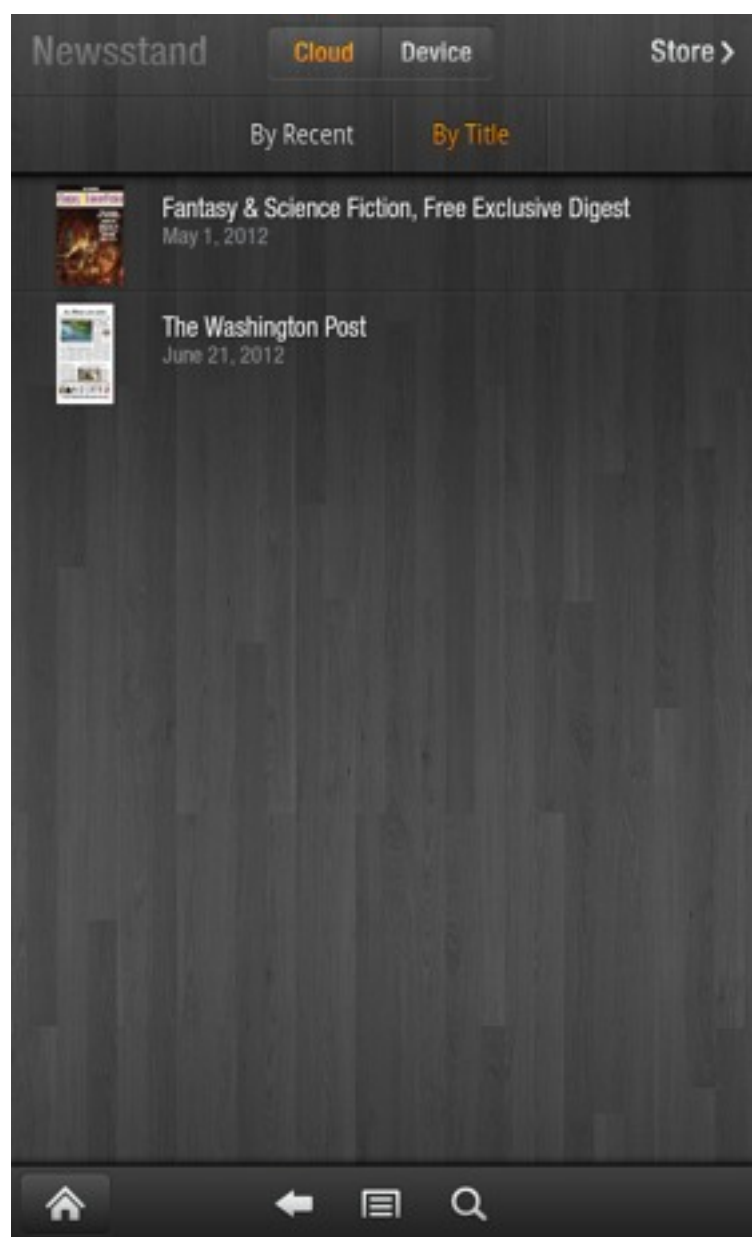 Newsstand
Cloud
Device
Store
By Recent
By Title
Fantasy & Science Fiction, Free Exclusive Digest
May 1, 2012
The Washington Post
June 21, 2012